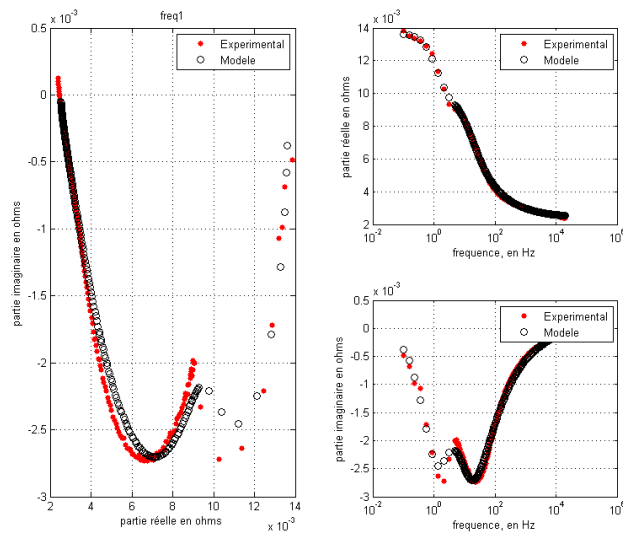 x 10⁻³
freq1
0.5
0
-0.5
-1
-1.5
-2
-2.5
-3
2
4
6
8
10
12
14
x 10⁻³
partie réelle en ohms
partie imaginaire en ohms
Experimental
Modele
x 10⁻³
14
12
10
8
6
4
2
10⁻²
10⁰
10²
10⁴
10⁶
frequence, en Hz
partie réelle en ohms
Experimental
Modele
x 10⁻³
0.5
0
-0.5
-1
-1.5
-2
-2.5
-3
10⁻²
10⁰
10²
10⁴
10⁶
frequence, en Hz
partie imaginaire en ohms
Experimental
Modele